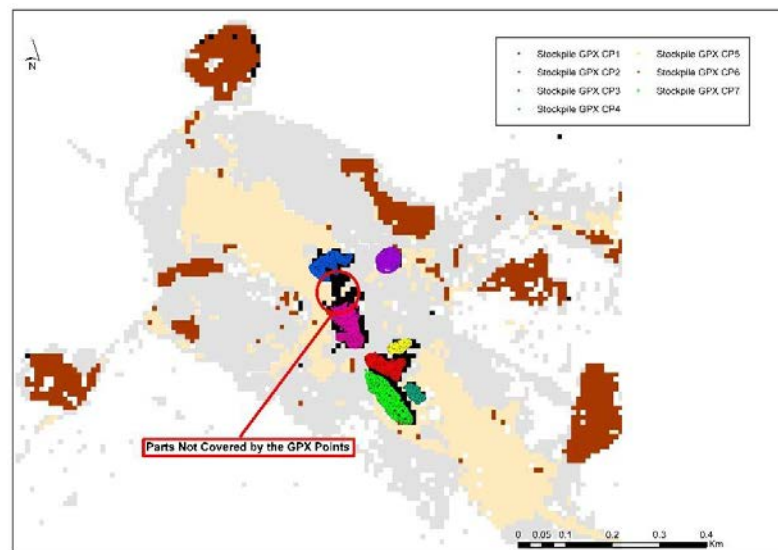 N
Stockpile GPX CP1 Stockpile GPX CP5
Stockpile GPX CP2 Stockpile GPX CP6
Stockpile GPX CP3 Stockpile GPX CP7
Stockpile GPX CP4
Parts Not Covered by the GPX Points
0 0.05 0.1 0.2 0.3 0.4
Km